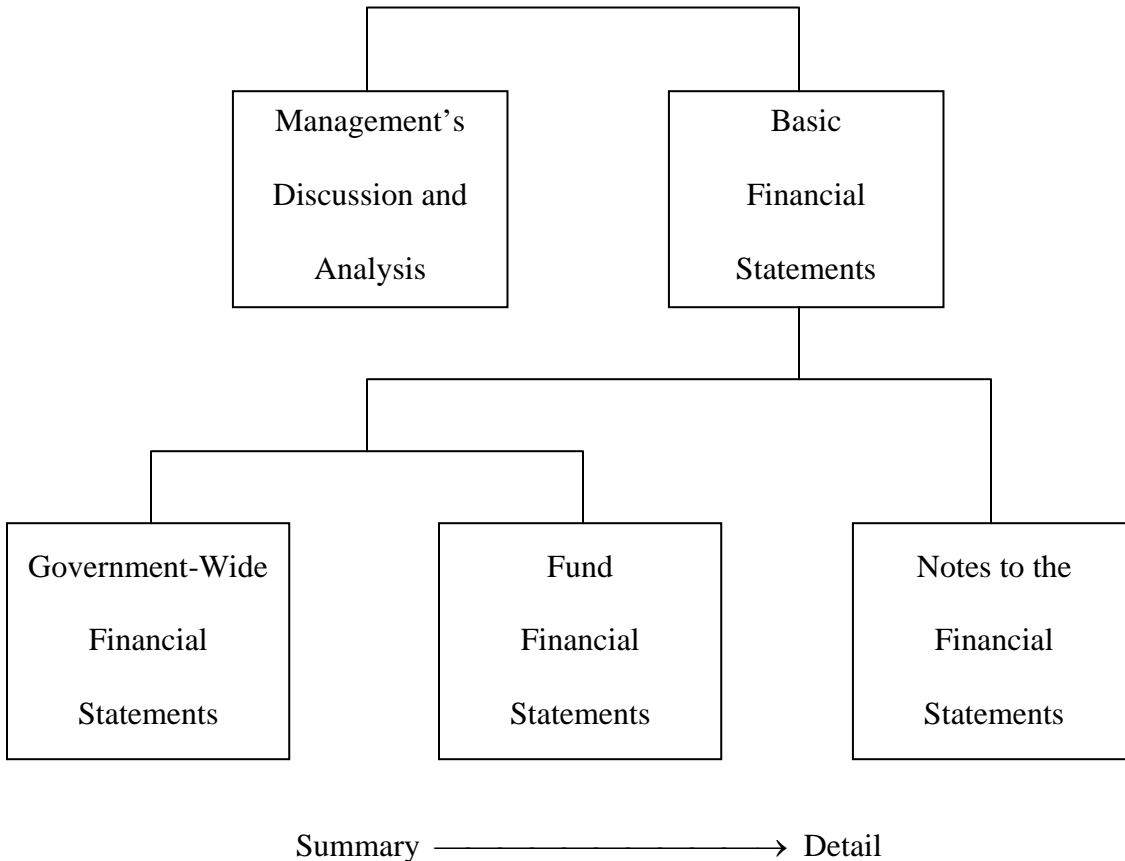 Management’s
Discussion and
Analysis
Basic
Financial
Statements
Government-Wide
Financial
Statements
Fund
Financial
Statements
Notes to the
Financial
Statements
Summary ⟶ Detail